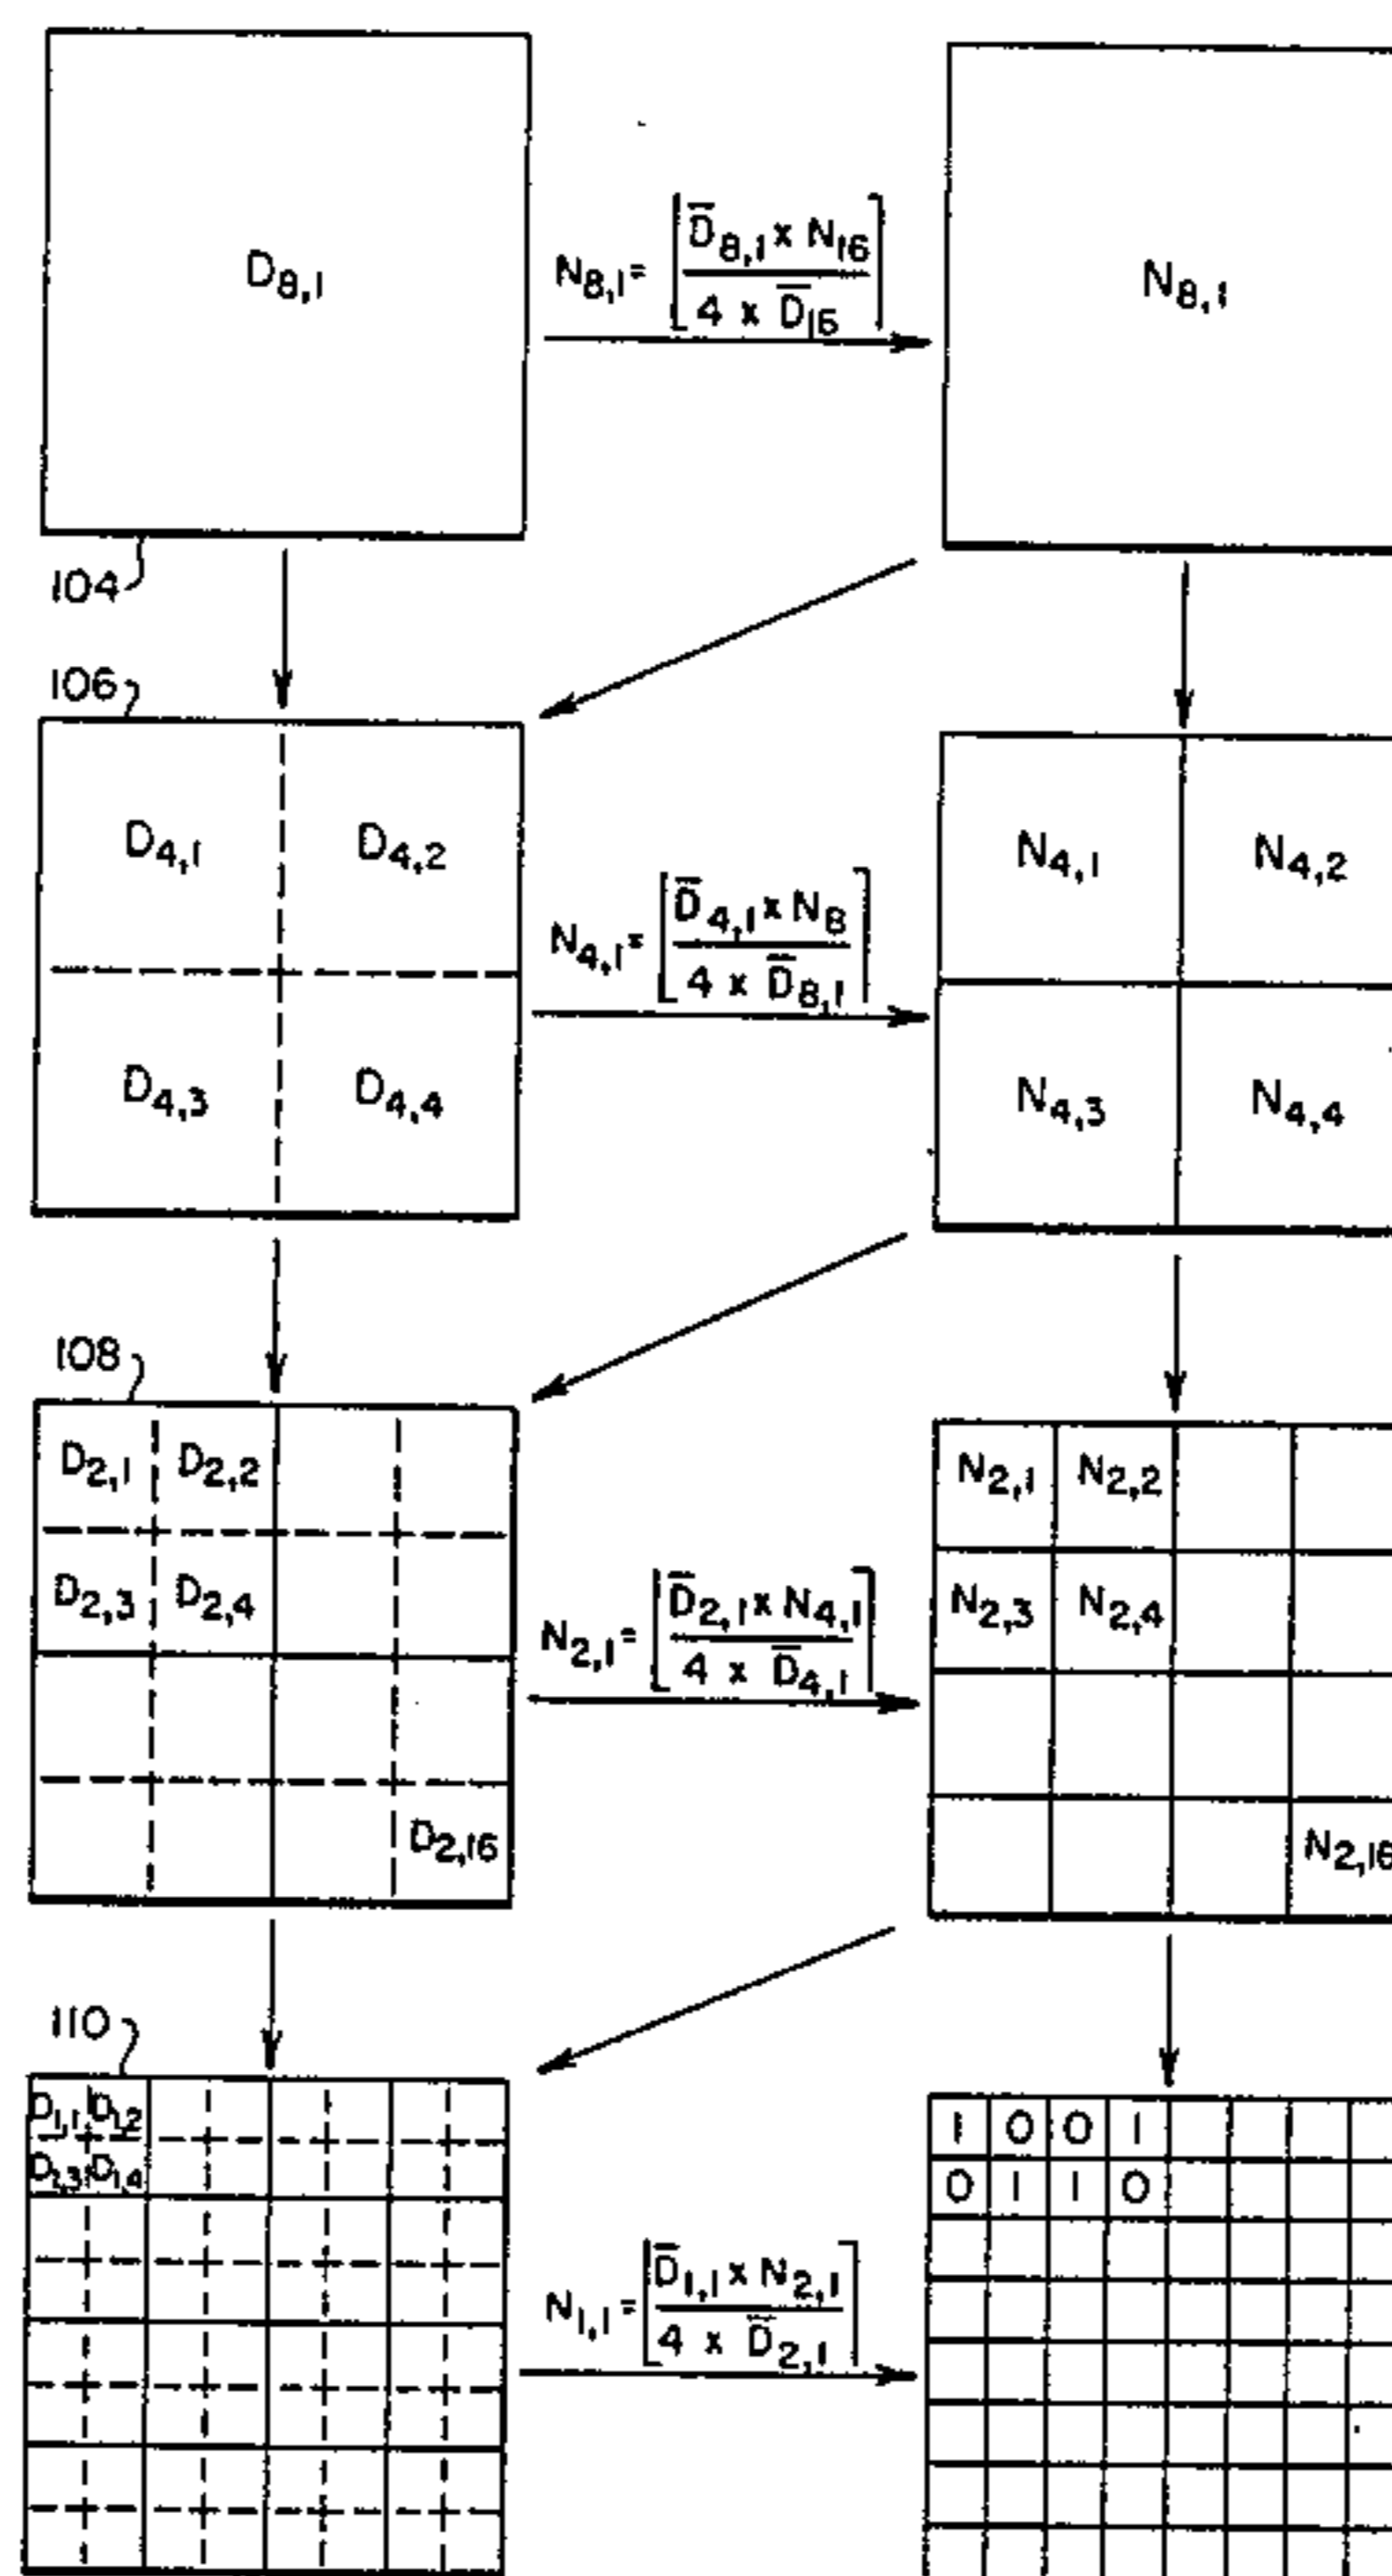 D8,1
N8,1 = [D̅8,1 x N16 / 4 x D̅16]
N8,1
104
106
D4,1 D4,2
D4,3 D4,4
N4,1 = [D̅4,1 x N8 / 4 x D̅8,1]
N4,1 N4,2
N4,3 N4,4
108
D2,1 D2,2
D2,3 D2,4
D2,16
N2,1 = [D̅2,1 x N4,1 / 4 x D̅4,1]
N2,1 N2,2
N2,3 N2,4
N2,16
110
D1,1 D1,2
D1,3 D1,4
N1,1 = [D̅1,1 x N2,1 / 4 x D̅2,1]
1 0 0 1
0 1 1 0